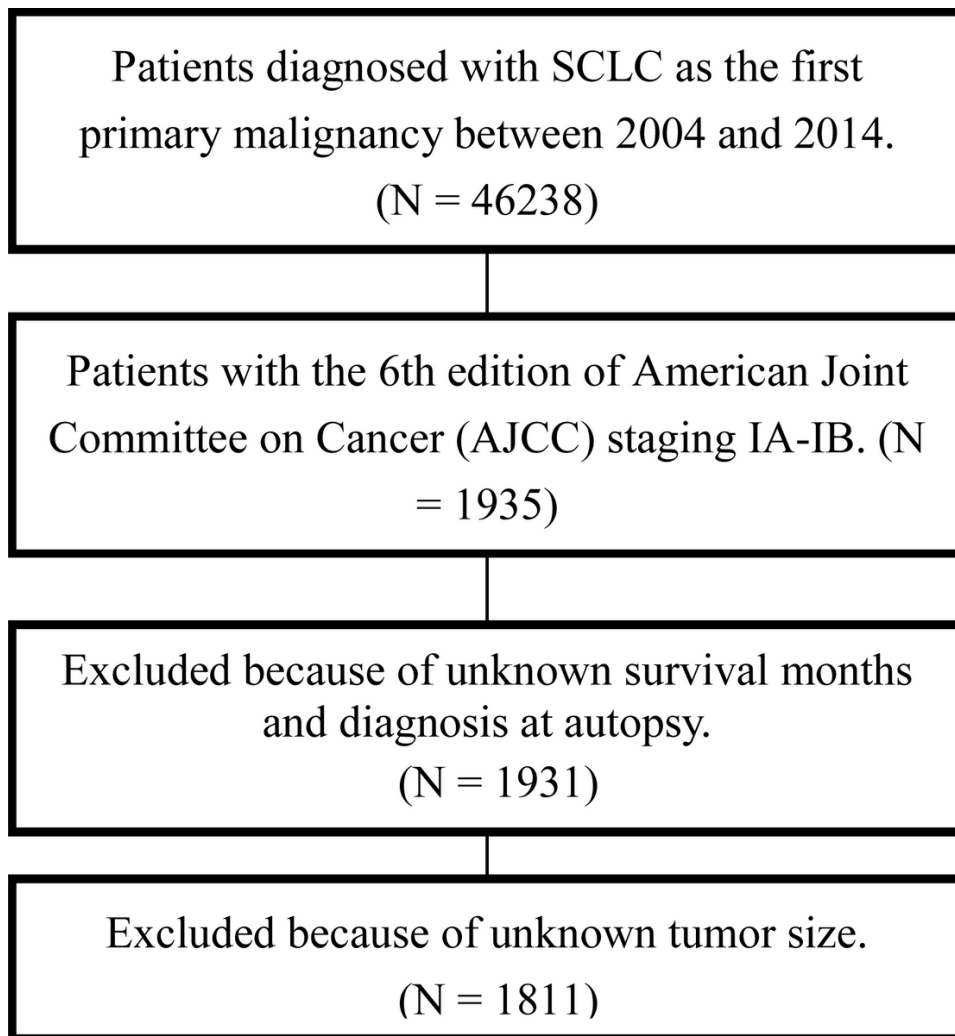 Patients diagnosed with SCLC as the first
primary malignancy between 2004 and 2014.
(N = 46238)
Patients with the 6th edition of American Joint
Committee on Cancer (AJCC) staging IA-IB. (N
= 1935)
Excluded because of unknown survival months
and diagnosis at autopsy.
(N = 1931)
Excluded because of unknown tumor size.
(N = 1811)